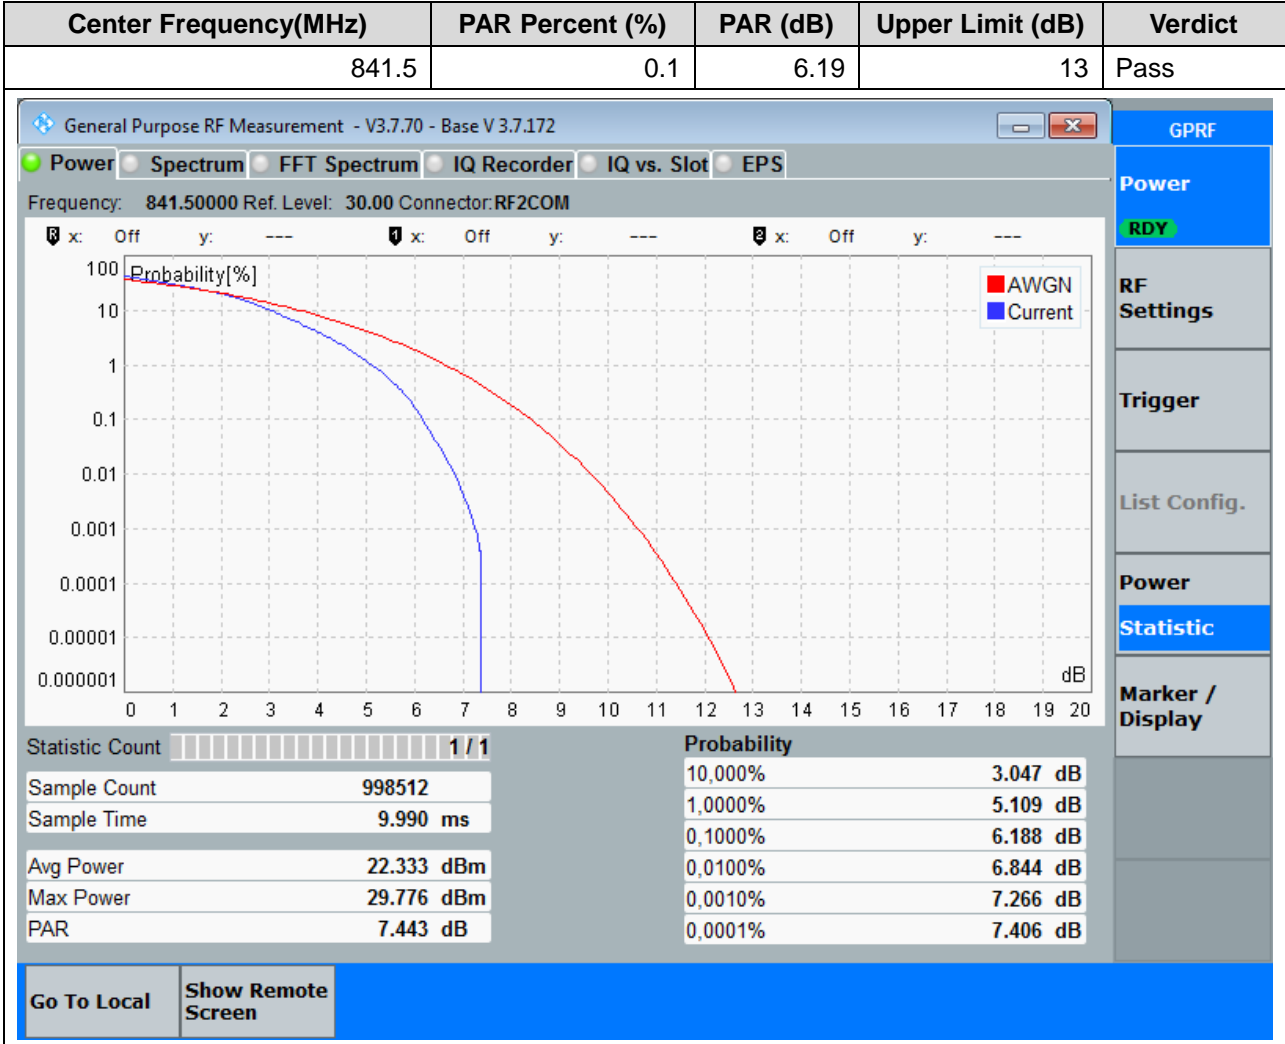 Center Frequency(MHz) PAR Percent (%) PAR (dB) Upper Limit (dB) Verdict
841.5 0.1 6.19 13 Pass
General Purpose RF Measurement - V3.7.70 - Base V 3.7.172
GPRF
Power Spectrum FFT Spectrum IQ Recorder IQ vs. Slot EPS
Frequency: 841.50000 Ref. Level: 30.00 Connector:RF2COM
R x: Off y: --- 1 x: Off y: --- 2 x: Off y: ---
Probability[%]
100
10
1
0.1
0.01
0.001
0.0001
0.00001
0.000001
AWGN
Current
dB
0 1 2 3 4 5 6 7 8 9 10 11 12 13 14 15 16 17 18 19 20
Statistic Count 1 / 1
Sample Count 998512
Sample Time 9.990 ms
Avg Power 22.333 dBm
Max Power 29.776 dBm
PAR 7.443 dB
Probability
10,000% 3.047 dB
1,0000% 5.109 dB
0,1000% 6.188 dB
0,0100% 6.844 dB
0,0010% 7.266 dB
0,0001% 7.406 dB
Power
RDY
RF
Settings
Trigger
List Config.
Power
Statistic
Marker /
Display
Go To Local
Show Remote
Screen